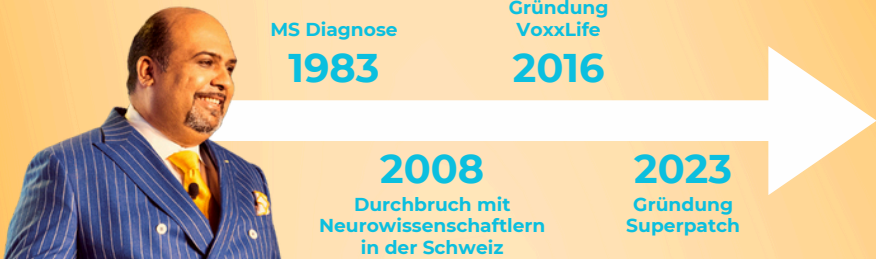 MS Diagnose
1983
Gründung
VoxxLife
2016
2008
Durchbruch mit
Neurowissenschaftlern
in der Schweiz
2023
Gründung
Superpatch